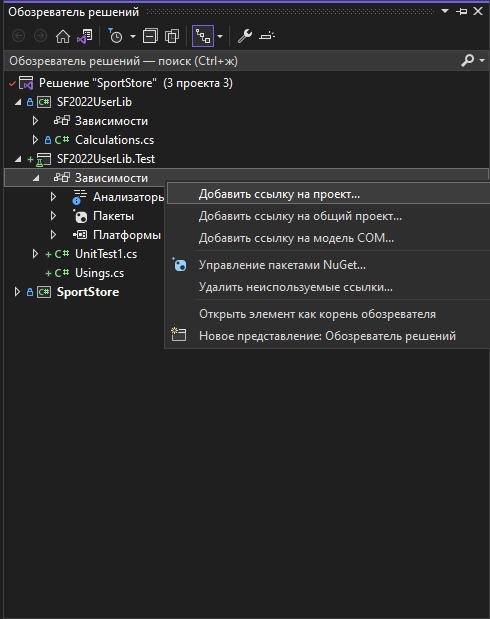 Обозреватель решений
Обозреватель решений — поиск (Ctrl+ж)
Решение "SportStore" (3 проекта 3)
C# SF2022UserLib
Зависимости
C# Calculations.cs
SF2022UserLib.Test
Зависимости
Анализаторы
Добавить ссылку на проект...
Пакеты
Добавить ссылку на общий проект...
Платформы
Добавить ссылку на модель COM...
C# UnitTest1.cs
Управление пакетами NuGet...
C# Usings.cs
Удалить неиспользуемые ссылки...
C# SportStore
Открыть элемент как корень обозревателя
Новое представление: Обозреватель решений